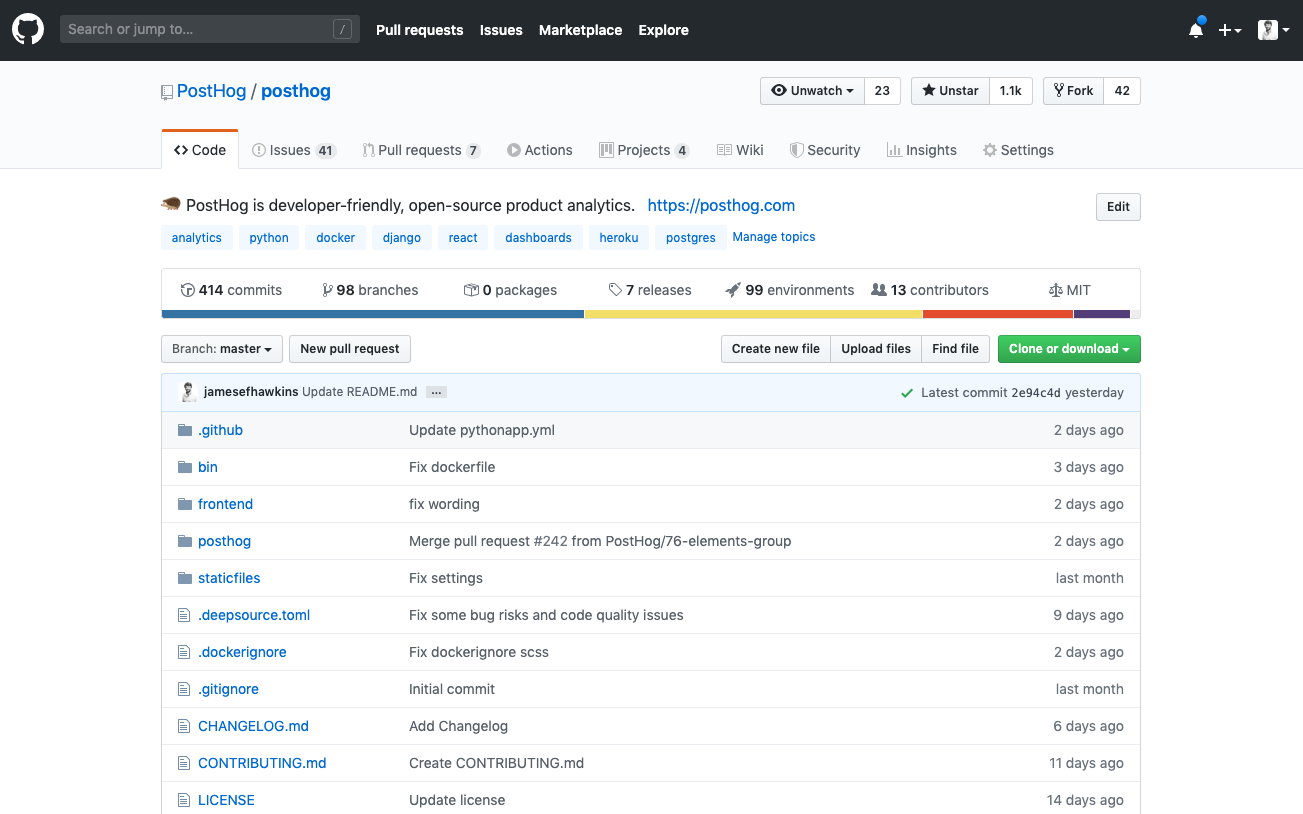 Search or jump to... / Pull requests Issues Marketplace Explore
PostHog / posthog Unwatch 23 Unstar 1.1k Fork 42
Code Issues 41 Pull requests 7 Actions Projects 4 Wiki Security Insights Settings
PostHog is developer-friendly, open-source product analytics. https://posthog.com Edit
analytics python docker django react dashboards heroku postgres Manage topics
414 commits 98 branches 0 packages 7 releases 99 environments 13 contributors MIT
Branch: master New pull request Create new file Upload files Find file Clone or download
jamesefhawkins Update README.md ... Latest commit 2e94c4d yesterday
.github Update pythonapp.yml 2 days ago
bin Fix dockerfile 3 days ago
frontend fix wording 2 days ago
posthog Merge pull request #242 from PostHog/76-elements-group 2 days ago
staticfiles Fix settings last month
.deepsource.toml Fix some bug risks and code quality issues 9 days ago
.dockerignore Fix dockerignore scss 2 days ago
.gitignore Initial commit last month
CHANGELOG.md Add Changelog 6 days ago
CONTRIBUTING.md Create CONTRIBUTING.md 11 days ago
LICENSE Update license 14 days ago